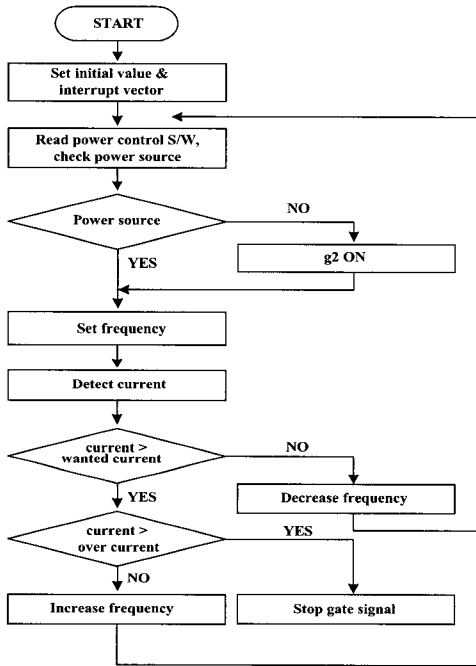 START
Set initial value &
interrupt vector
Read power control S/W,
check power source
Power source
NO
g2 ON
YES
Set frequency
Detect current
current >
wanted current
NO
Decrease frequency
YES
current >
over current
YES
NO
Increase frequency
Stop gate signal